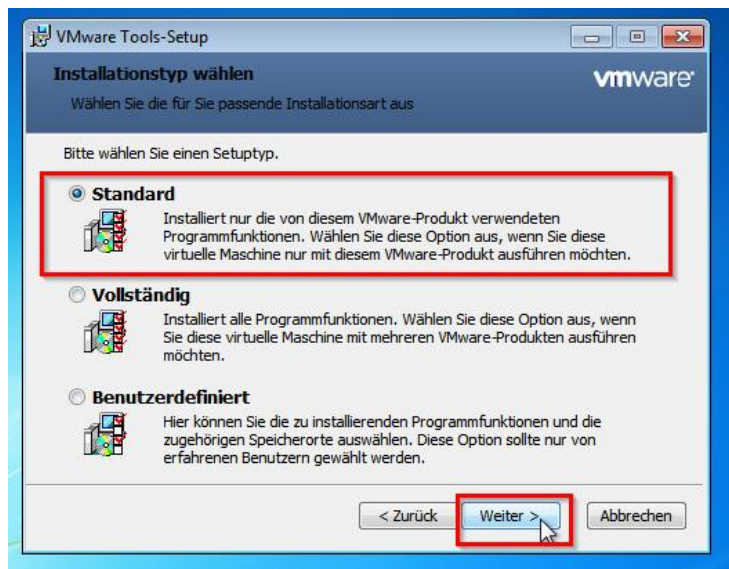 VMware Tools-Setup
Installationstyp wählen
vmware
Wählen Sie die für Sie passende Installationsart aus
Bitte wählen Sie einen Setuptyp.
Standard
Installiert nur die von diesem VMware-Produkt verwendeten
Programmfunktionen. Wählen Sie diese Option aus, wenn Sie diese
virtuelle Maschine nur mit diesem VMware-Produkt ausführen möchten.
Vollständig
Installiert alle Programmfunktionen. Wählen Sie diese Option aus, wenn
Sie diese virtuelle Maschine mit mehreren VMware-Produkten ausführen
möchten.
Benutzerdefiniert
Hier können Sie die zu installierenden Programmfunktionen und die
zugehörigen Speicherorte auswählen. Diese Option sollte nur von
erfahrenen Benutzern gewählt werden.
< Zurück Weiter > Abbrechen